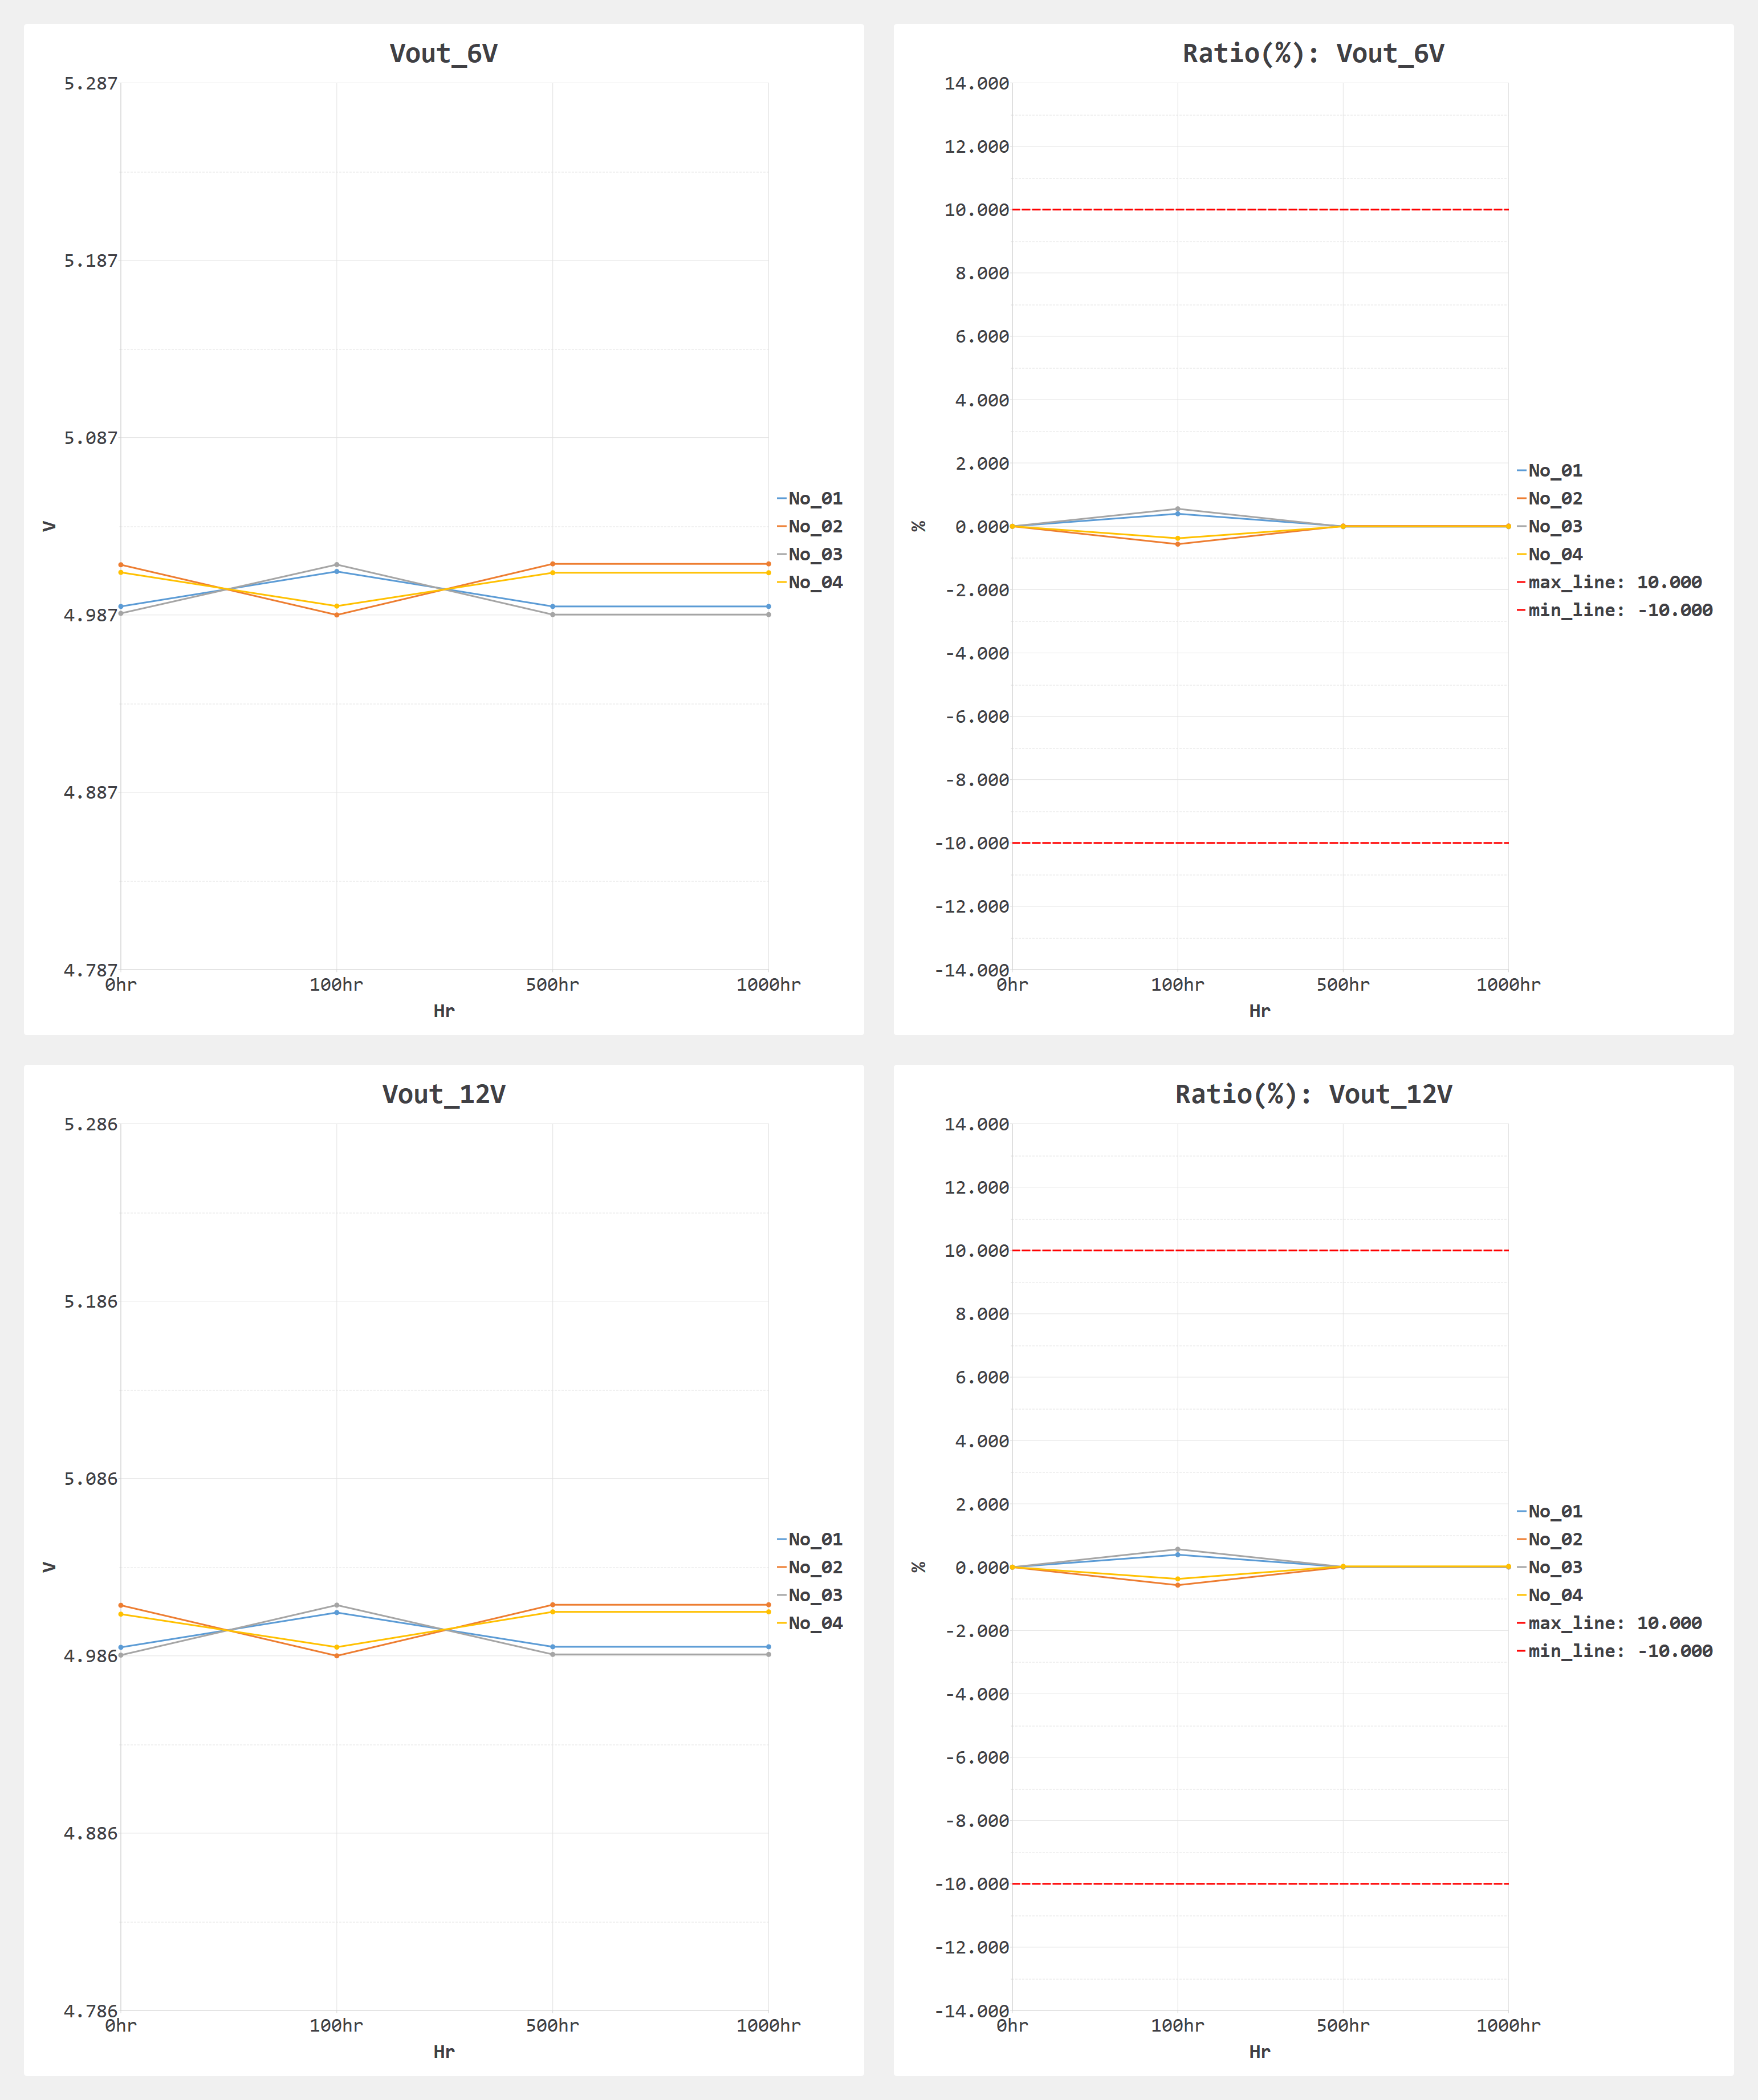 Vout_6V
5.287
5.187
5.087
4.987
4.887
4.787
V
0hr 100hr 500hr 1000hr
Hr
No_01
No_02
No_03
No_04
Ratio(%): Vout_6V
14.000
12.000
10.000
8.000
6.000
4.000
2.000
0.000
-2.000
-4.000
-6.000
-8.000
-10.000
-12.000
-14.000
%
0hr 100hr 500hr 1000hr
Hr
No_01
No_02
No_03
No_04
max_line: 10.000
min_line: -10.000
Vout_12V
5.286
5.186
5.086
4.986
4.886
4.786
V
0hr 100hr 500hr 1000hr
Hr
No_01
No_02
No_03
No_04
Ratio(%): Vout_12V
14.000
12.000
10.000
8.000
6.000
4.000
2.000
0.000
-2.000
-4.000
-6.000
-8.000
-10.000
-12.000
-14.000
%
0hr 100hr 500hr 1000hr
Hr
No_01
No_02
No_03
No_04
max_line: 10.000
min_line: -10.000